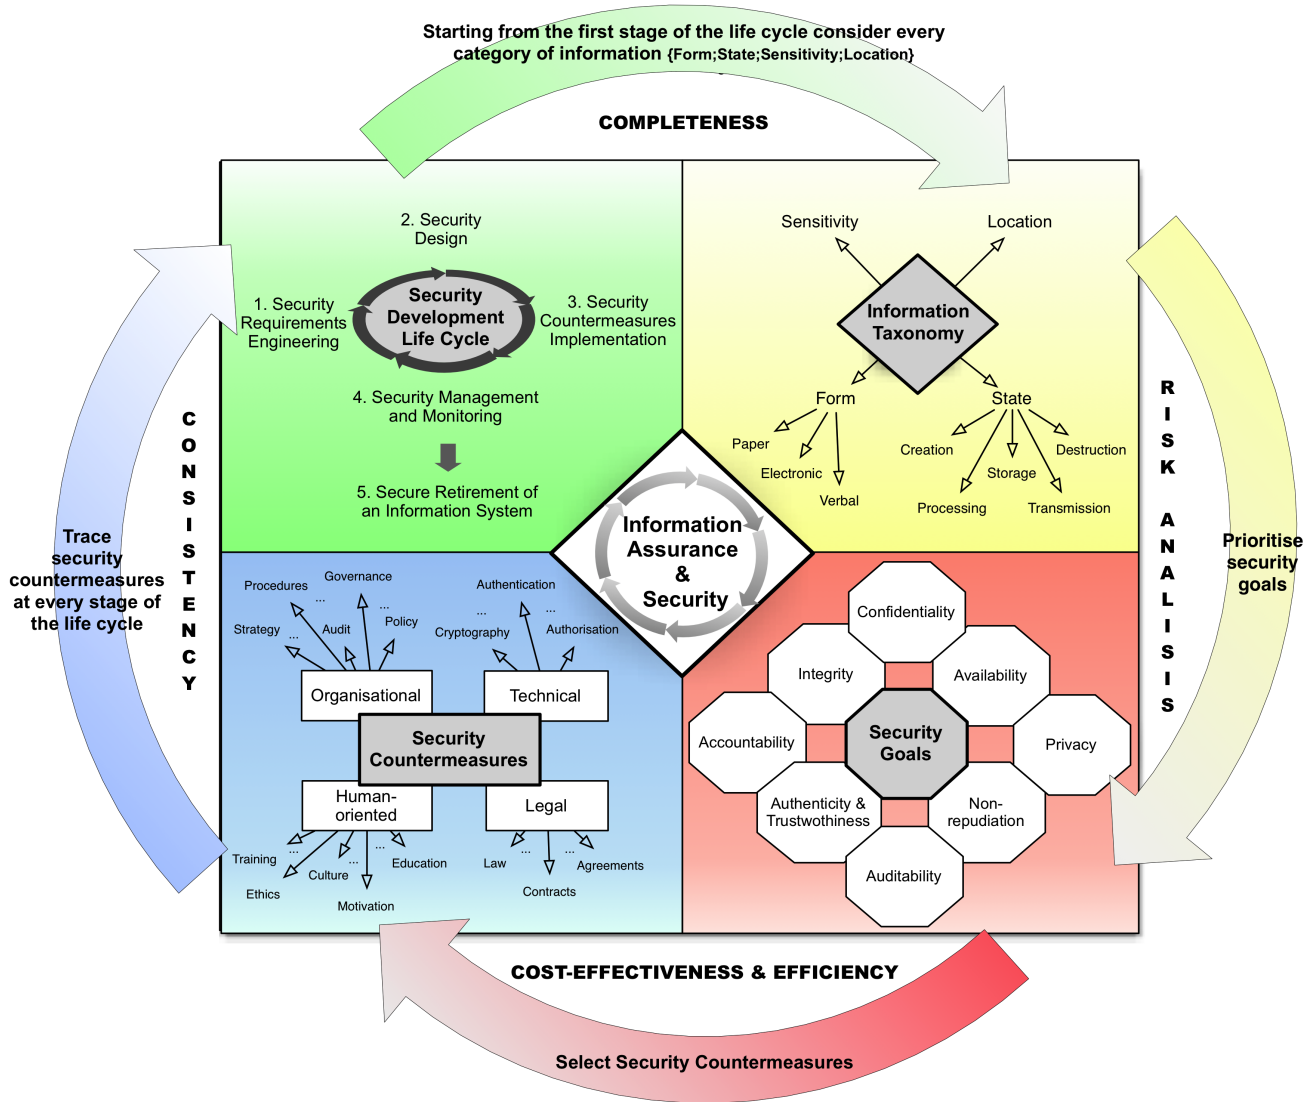 Starting from the first stage of the life cycle consider every
category of information {Form;State;Sensitivity;Location}
COMPLETENESS
2. Security
Design
1. Security
Requirements
Engineering
Security
Development
Life Cycle
3. Security
Countermeasures
Implementation
4. Security Management
and Monitoring
5. Secure Retirement of
an Information System
Sensitivity
Location
Information
Taxonomy
Form
State
Paper
Electronic
Verbal
Creation
Storage
Destruction
Processing
Transmission
RISK ANALISIS
Prioritise
security
goals
Information
Assurance
&
Security
Confidentiality
Integrity
Availability
Accountability
Security
Goals
Privacy
Authenticity &
Trustwothiness
Non-
repudiation
Auditability
COST-EFFECTIVENESS & EFFICIENCY
Select Security Countermeasures
Procedures
...
Governance
Strategy
...
Audit
...
Policy
Authentication
...
...
Cryptography
Authorisation
Organisational
Technical
Security
Countermeasures
Human-
oriented
Legal
Training
...
Ethics
Culture
...
Motivation
...
Education
Law
...
Contracts
...
Agreements
CONSISTENCY
Trace
security
countermeasures
at every stage of
the life cycle